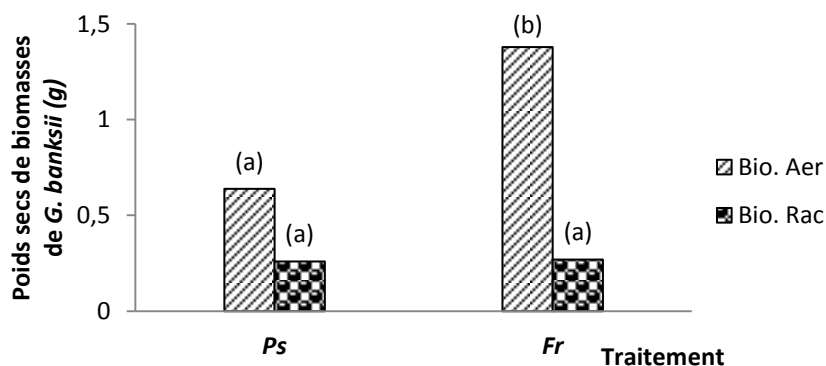 Poids secs de biomasses
de G. banksii (g)
1,5
1
0,5
0
(a)
(a)
(b)
(a)
Ps
Fr
Traitement
Bio. Aer
Bio. Rac